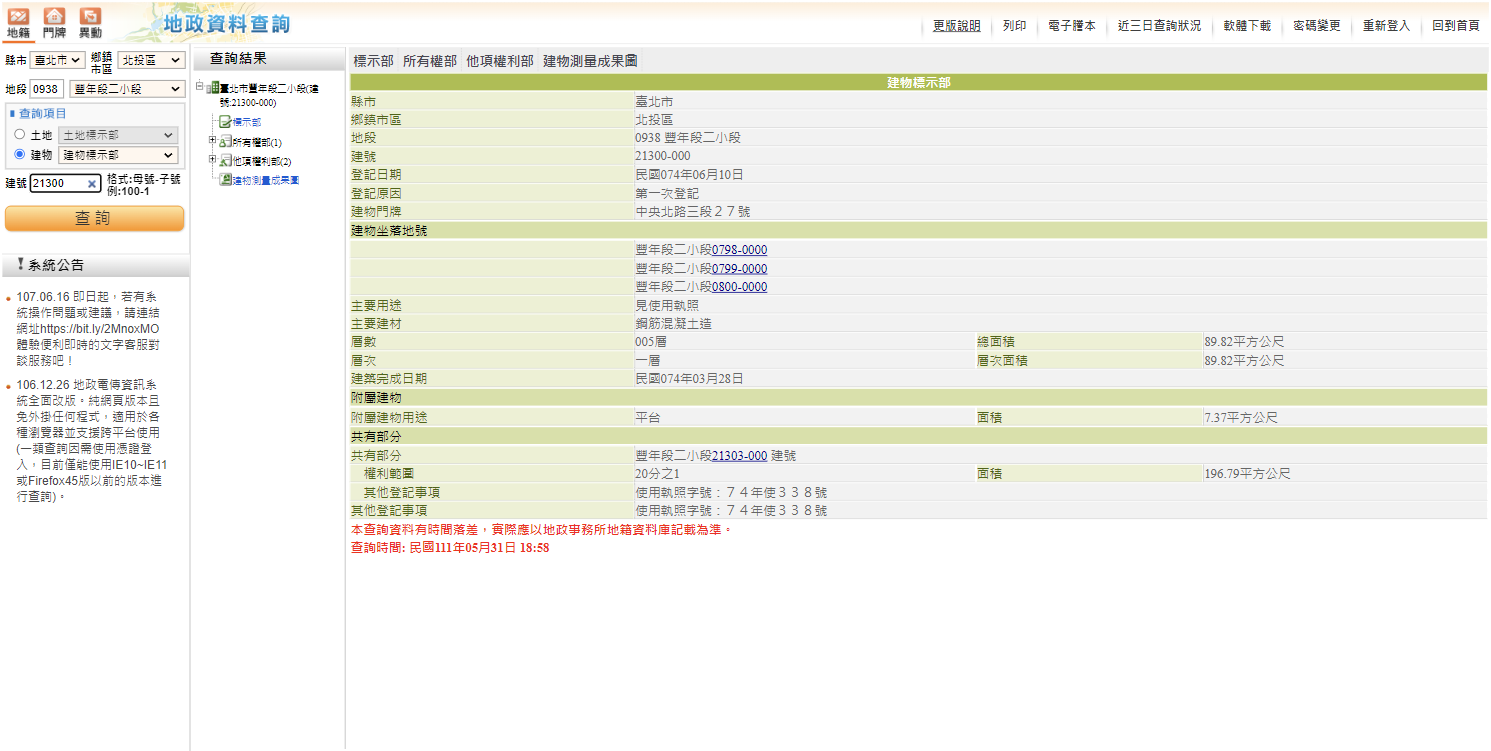 地籍 門牌 異動
地政資料查詢
更版說明 列印 電子謄本 近三日查詢狀況 軟體下載 密碼變更 重新登入 回到首頁
縣市 臺北市 鄉鎮市區 北投區
地段 0938 豐年段二小段
查詢項目
土地 土地標示部
建物 建物標示部
建號 21300 格式:母號-子號
例:100-1
查詢
系統公告
107.06.16 即日起，若有系
統操作問題或建議，請連結
網址https://bit.ly/2MnoxMO
體驗便利即時的文字客服對
談服務吧！
106.12.26 地政電傳資訊系
統全面改版。純網頁版本且
免外掛任何程式，適用於各
種瀏覽器並支援跨平台使用
(一類查詢因需使用憑證登
入，目前僅能使用IE10~IE11
或Firefox45版以前的版本進
行查詢)。
查詢結果
臺北市豐年段二小段(建
號:21300-000)
標示部
所有權部(1)
他項權利部(2)
建物測量成果圖
標示部 所有權部 他項權利部 建物測量成果圖
建物標示部
縣市 臺北市
鄉鎮市區 北投區
地段 0938 豐年段二小段
建號 21300-000
登記日期 民國074年06月10日
登記原因 第一次登記
建物門牌 中央北路三段２７號
建物坐落地號
豐年段二小段0798-0000
豐年段二小段0799-0000
豐年段二小段0800-0000
主要用途 見使用執照
主要建材 鋼筋混凝土造
層數 005層 總面積 89.82平方公尺
層次 一層 層次面積 89.82平方公尺
建築完成日期 民國074年03月28日
附屬建物
附屬建物用途 平台 面積 7.37平方公尺
共有部分
共有部分 豐年段二小段21303-000 建號
權利範圍 20分之1 面積 196.79平方公尺
其他登記事項 使用執照字號：７４年使３３８號
其他登記事項 使用執照字號：７４年使３３８號
本查詢資料有時間落差，實際應以地政事務所地籍資料庫記載為準。
查詢時間: 民國111年05月31日 18:58